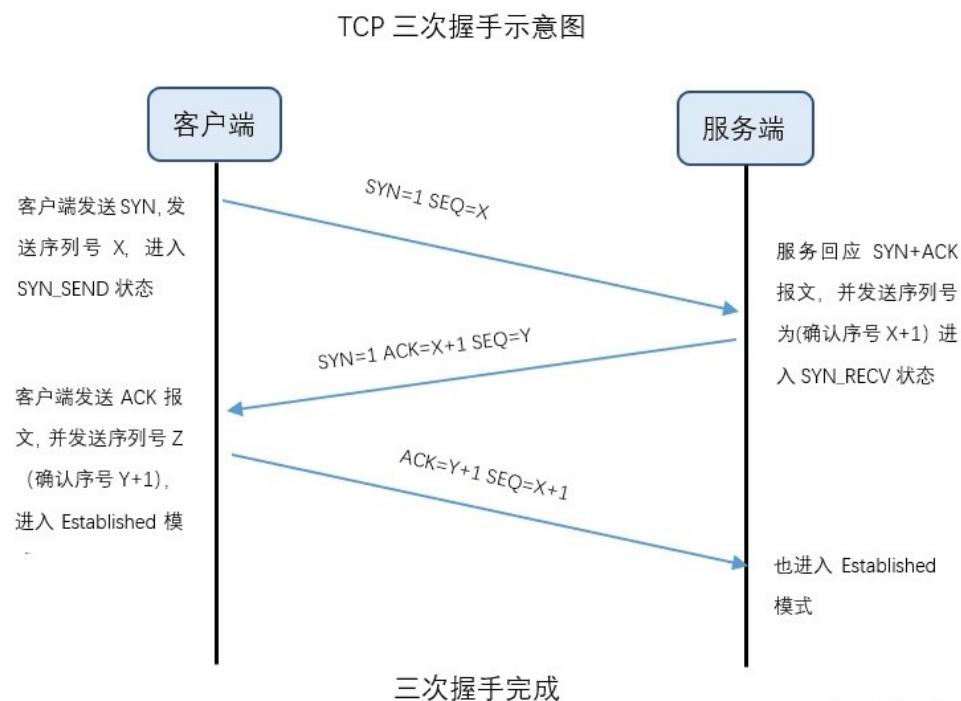 TCP 三次握手示意图
客户端
服务端
SYN=1 SEQ=X
客户端发送 SYN, 发
送序列号 X, 进入
SYN_SEND 状态
服务回应 SYN+ACK
报文, 并发送序列号
为(确认序号 X+1) 进
入 SYN_RECV 状态
SYN=1 ACK=X+1 SEQ=Y
客户端发送 ACK 报
文, 并发送序列号 Z
（确认序号 Y+1),
进入 Established 模
ACK=Y+1 SEQ=X+1
也进入 Established
模式
三次握手完成